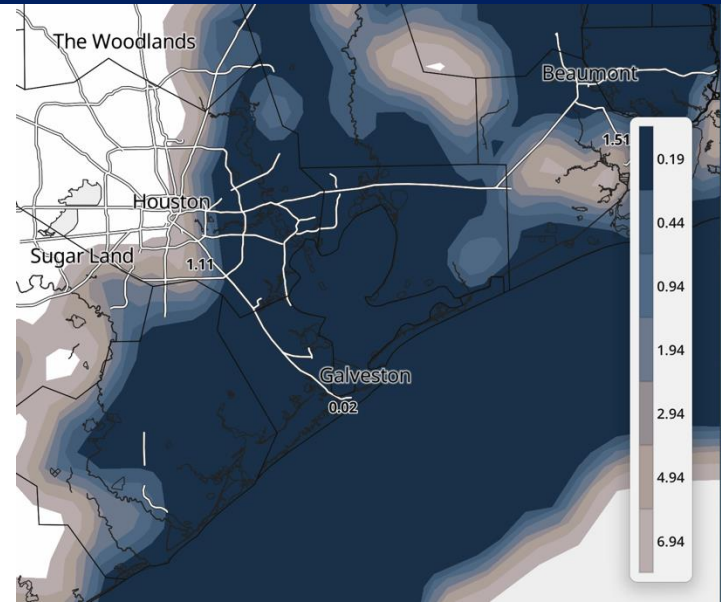 The Woodlands
Beaumont
1.51
Houston
Sugar Land
1.11
Galveston
0.02
0.19
0.44
0.94
1.94
2.94
4.94
6.94